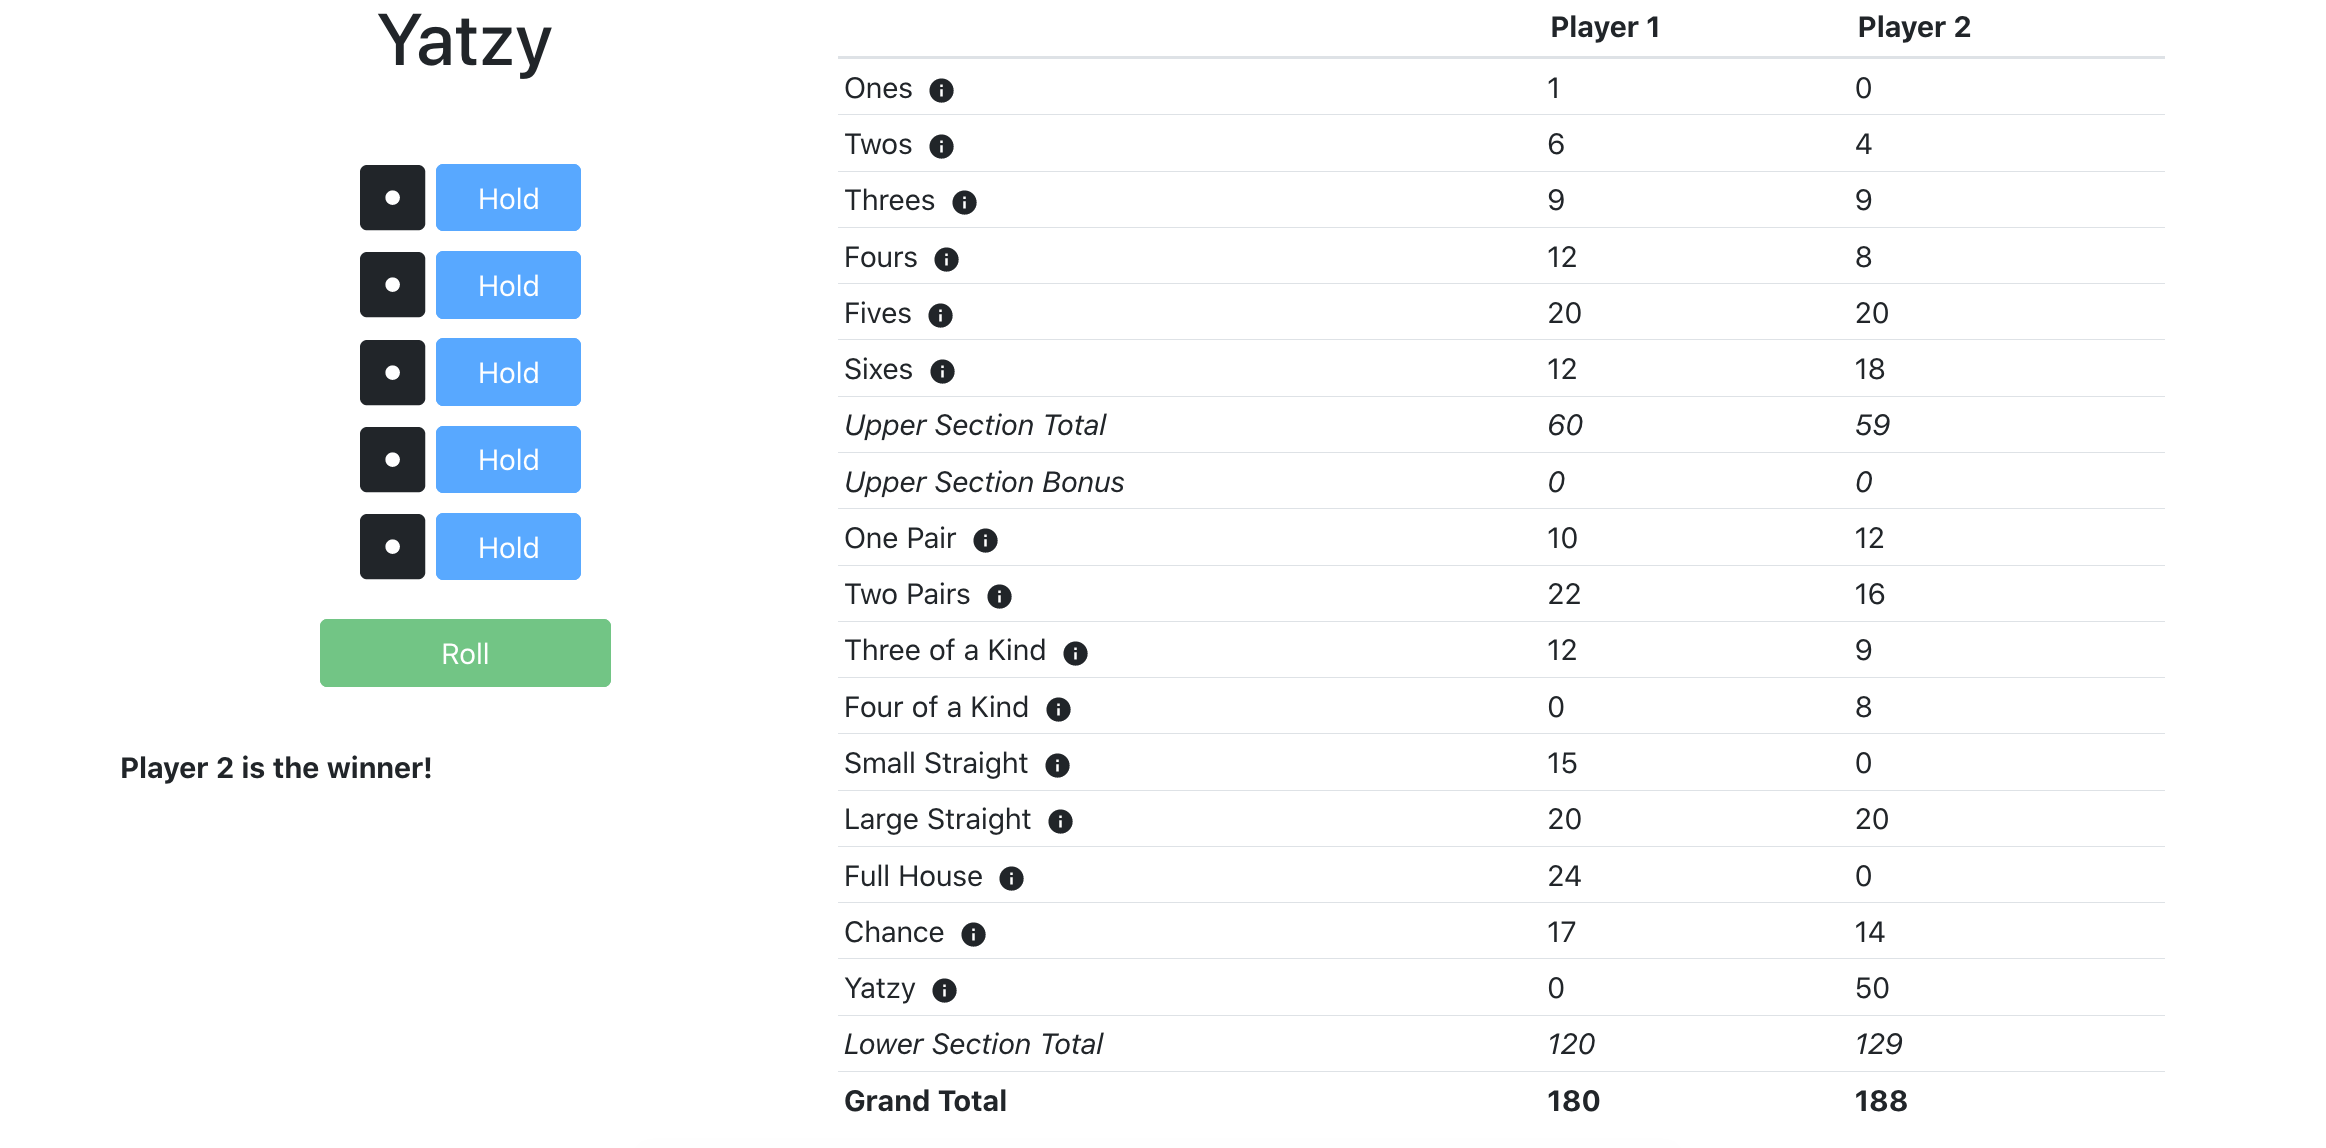 Yatzy
Hold
Hold
Hold
Hold
Hold
Roll
Player 2 is the winner!
Player 1 Player 2
Ones 1 0
Twos 6 4
Threes 9 9
Fours 12 8
Fives 20 20
Sixes 12 18
Upper Section Total 60 59
Upper Section Bonus 0 0
One Pair 10 12
Two Pairs 22 16
Three of a Kind 12 9
Four of a Kind 0 8
Small Straight 15 0
Large Straight 20 20
Full House 24 0
Chance 17 14
Yatzy 0 50
Lower Section Total 120 129
Grand Total 180 188